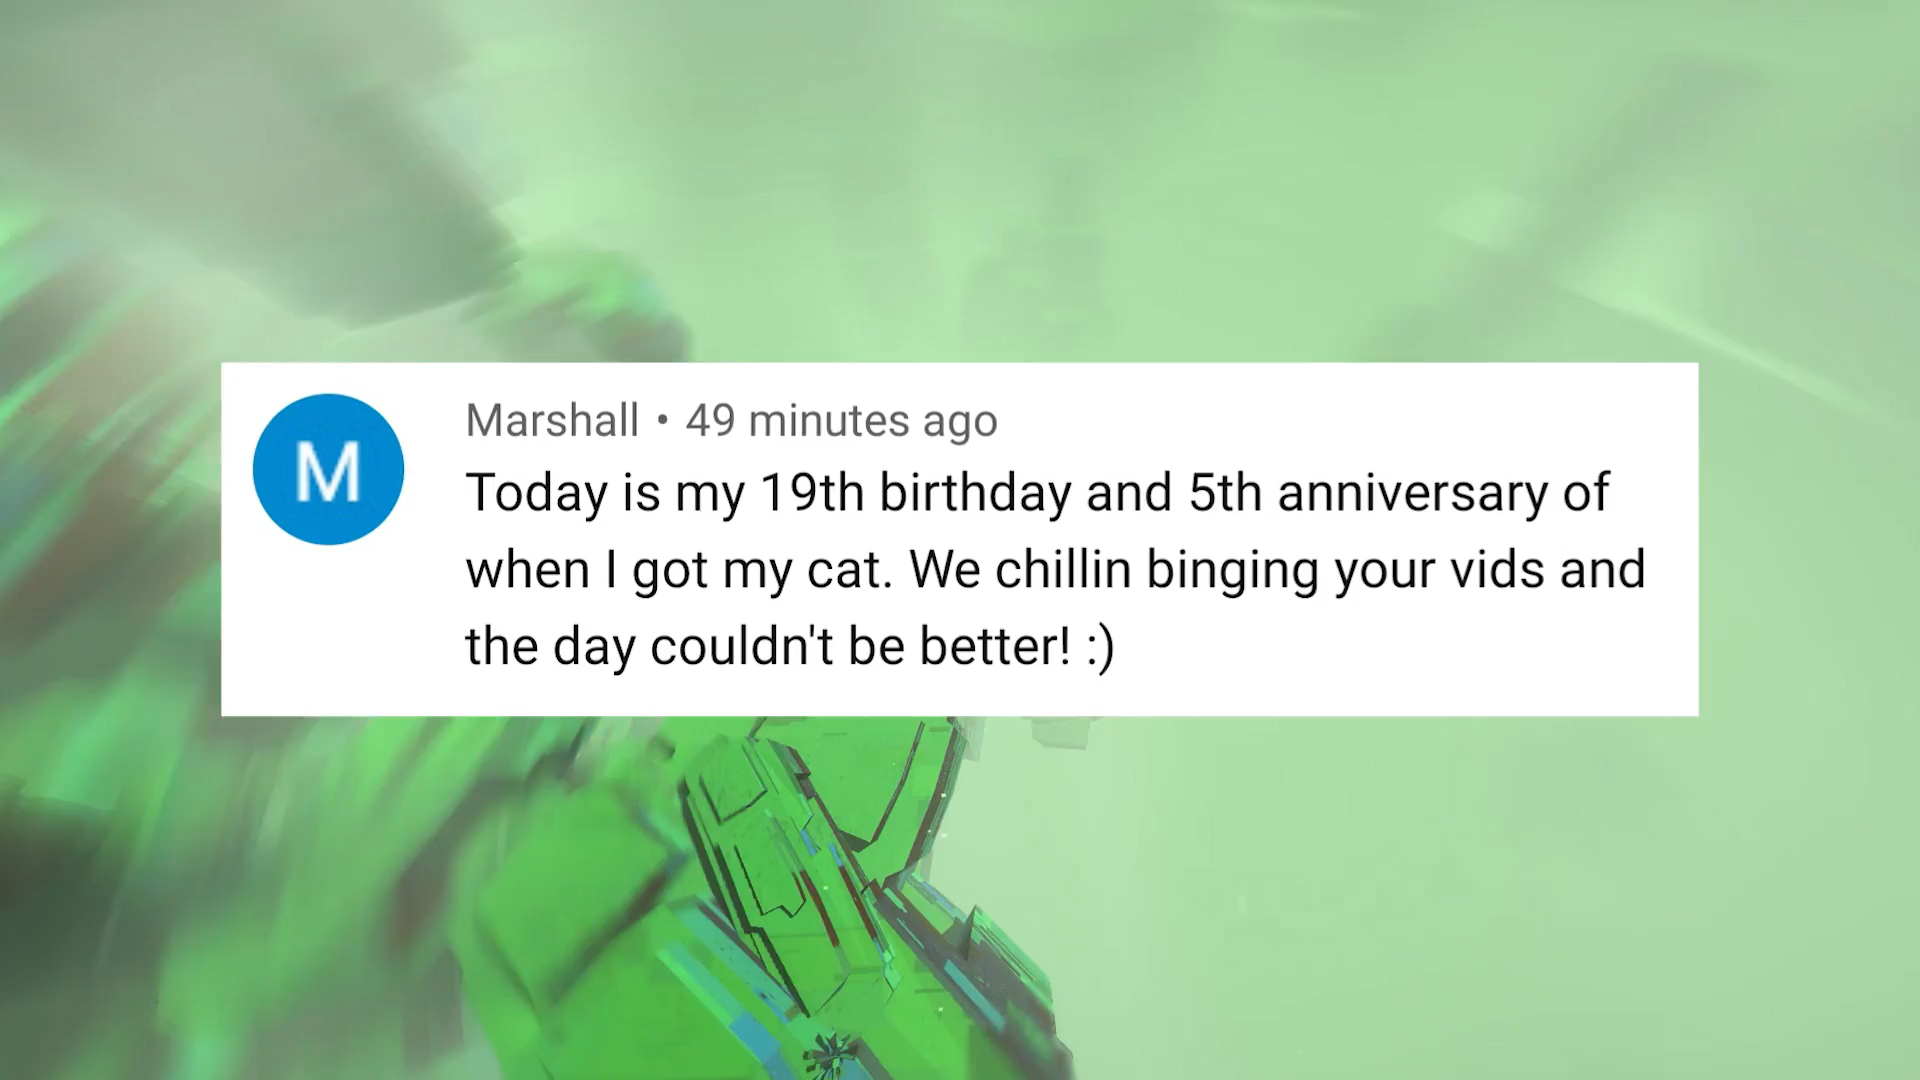 M
Marshall • 49 minutes ago
Today is my 19th birthday and 5th anniversary of
when I got my cat. We chillin binging your vids and
the day couldn't be better! :)